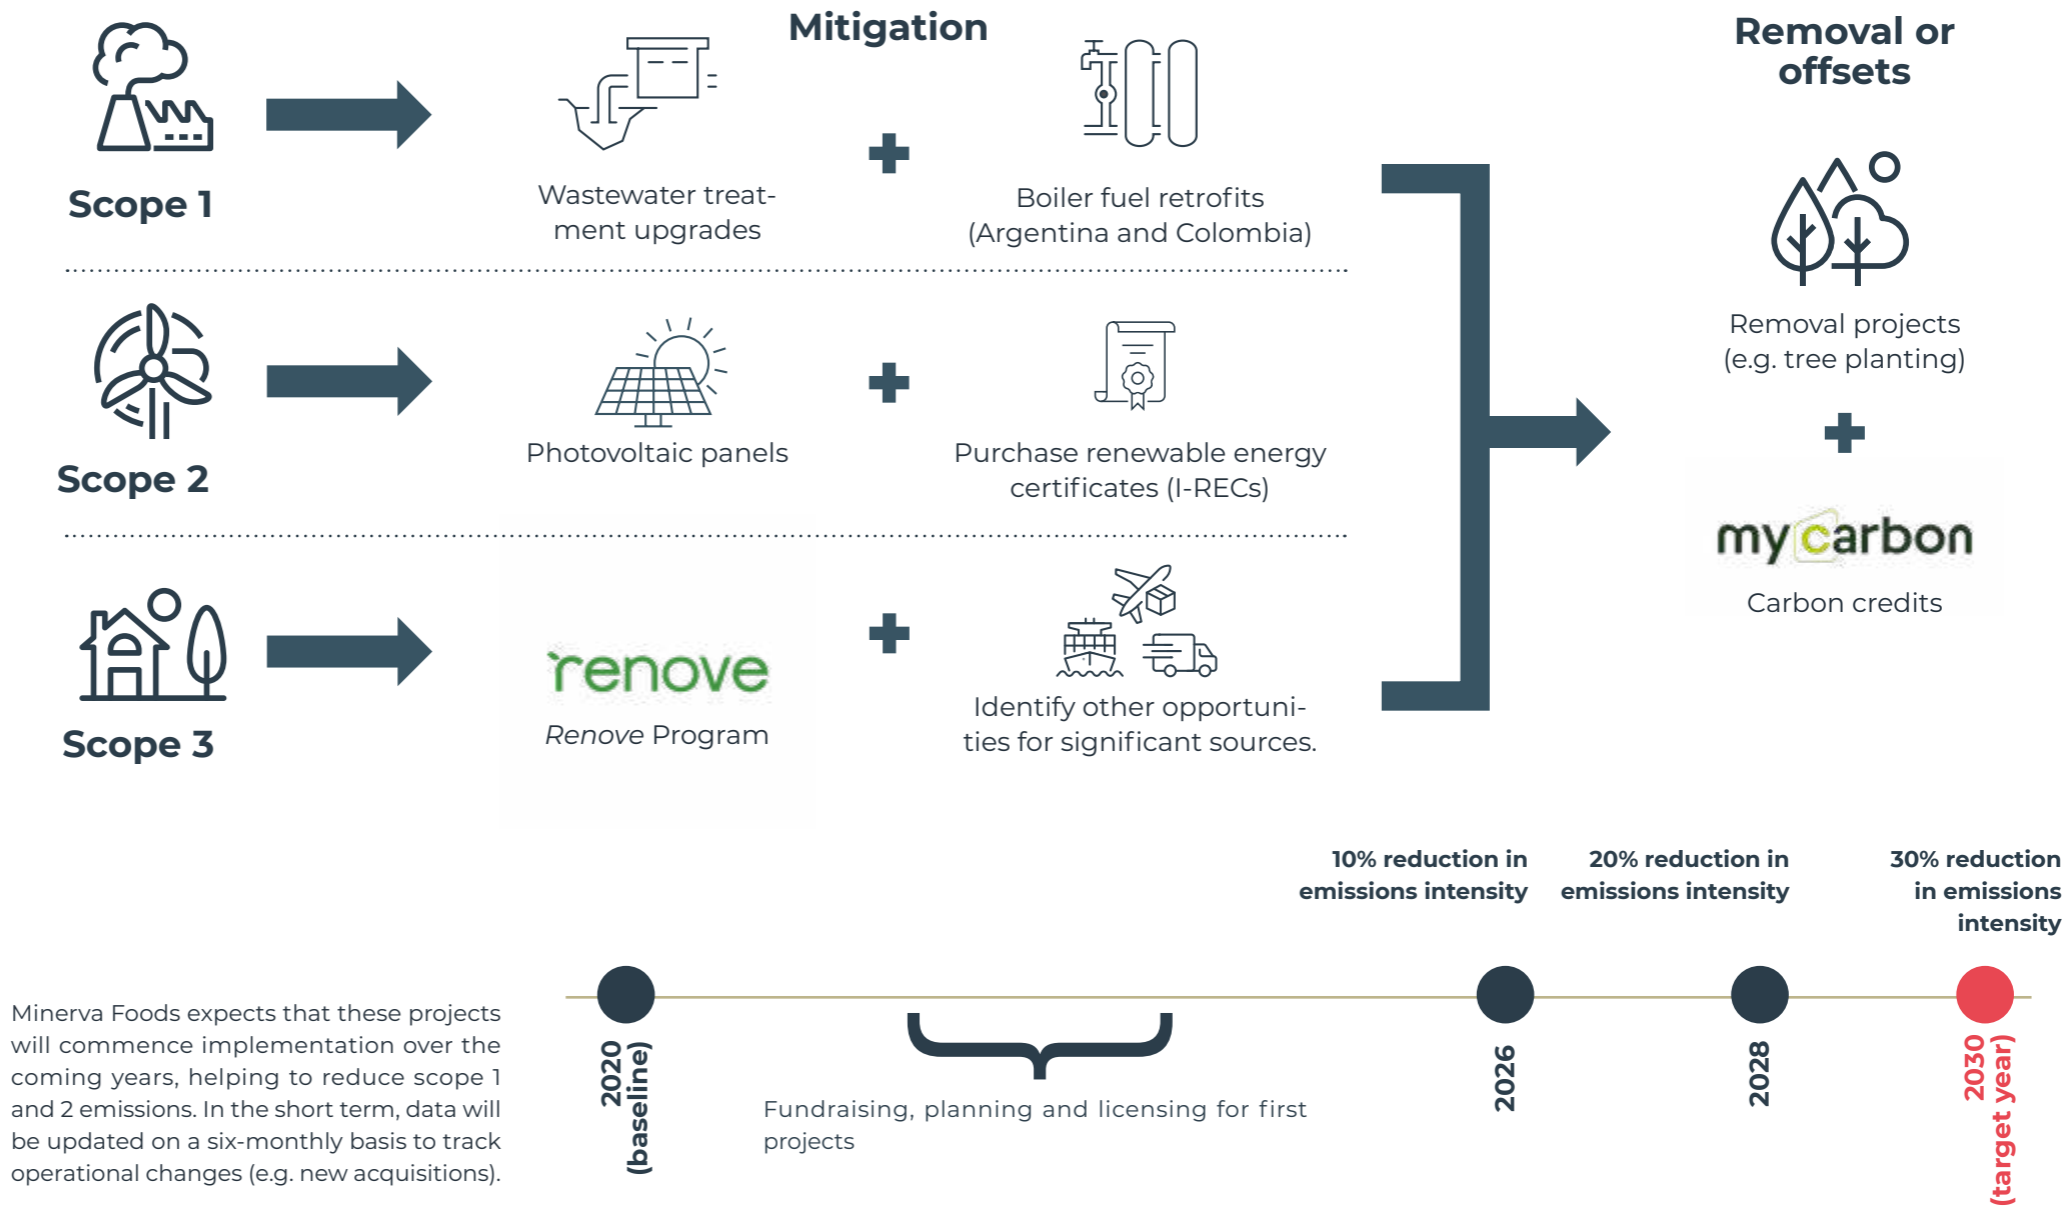 Mitigation
Removal or
offsets
Scope 1
Wastewater treat-
ment upgrades
Boiler fuel retrofits
(Argentina and Colombia)
Removal projects
(e.g. tree planting)
Scope 2
Photovoltaic panels
Purchase renewable energy
certificates (I-RECs)
mycarbon
Carbon credits
Scope 3
renove
Renove Program
Identify other opportuni-
ties for significant sources.
10% reduction in
emissions intensity
20% reduction in
emissions intensity
30% reduction
in emissions
intensity
Minerva Foods expects that these projects
will commence implementation over the
coming years, helping to reduce scope 1
and 2 emissions. In the short term, data will
be updated on a six-monthly basis to track
operational changes (e.g. new acquisitions).
2020
(baseline)
Fundraising, planning and licensing for first
projects
2026
2028
2030
(target year)